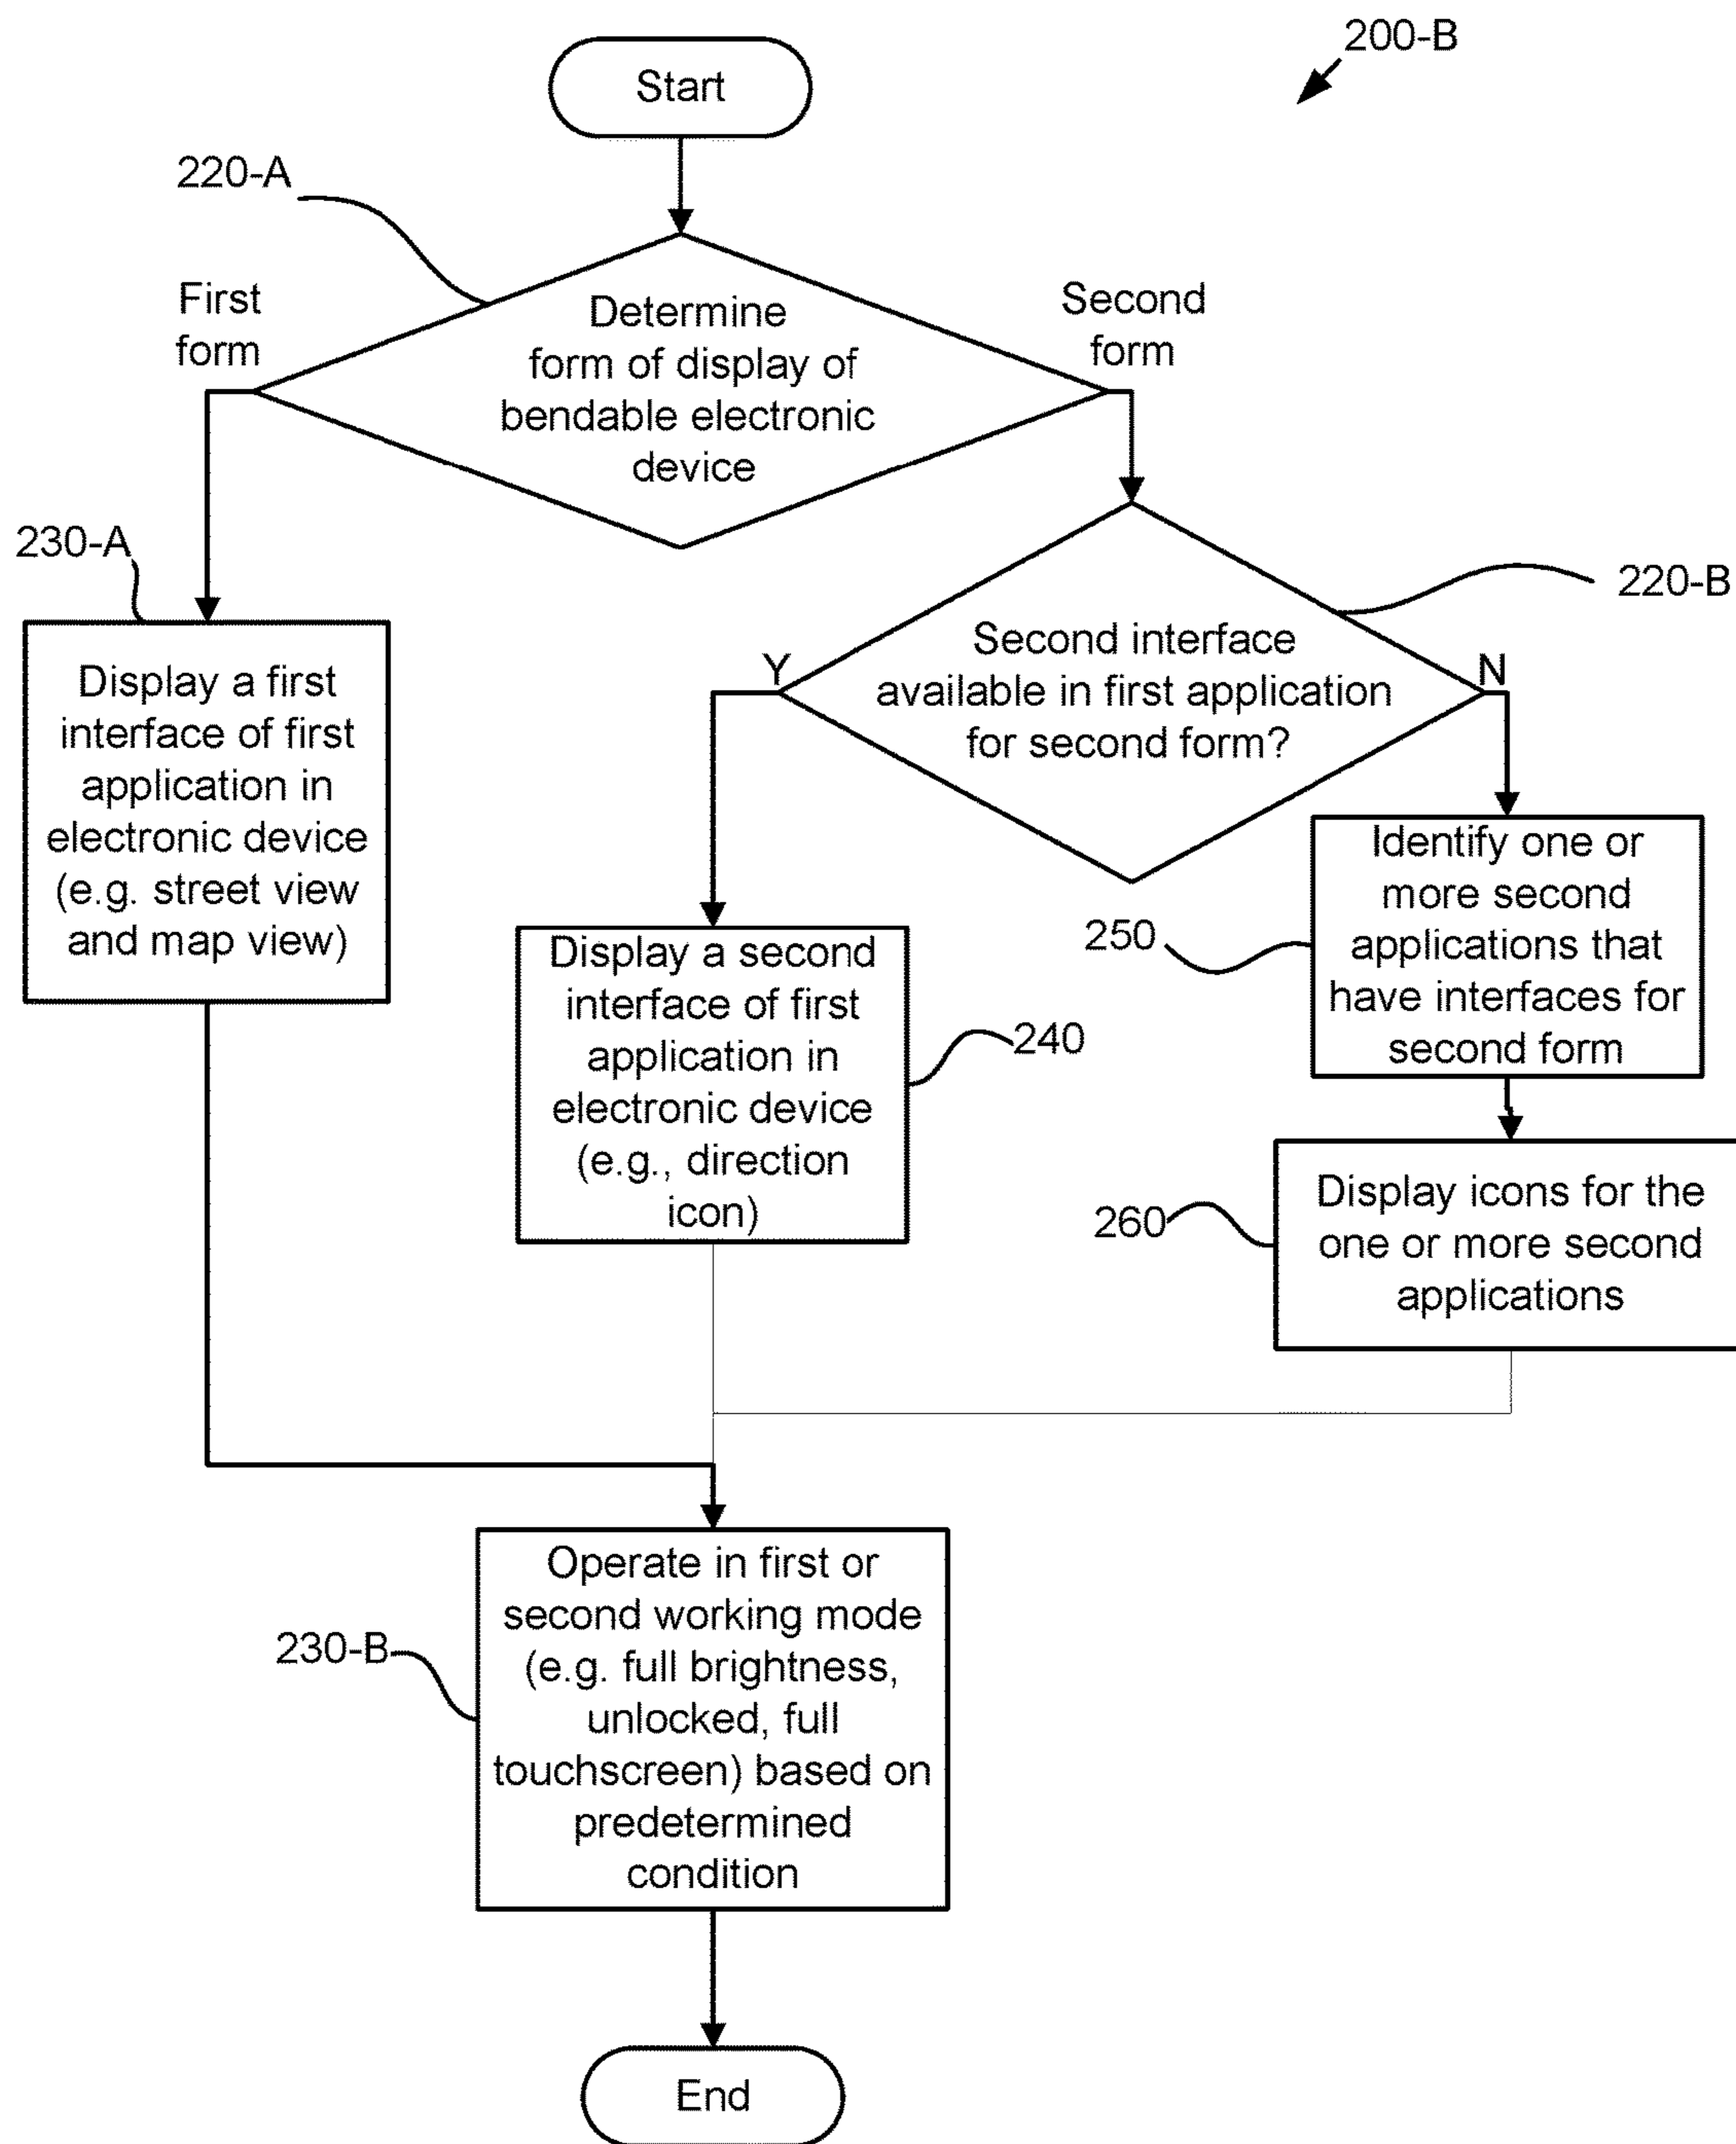 200-B
Start
220-A
First
form
Determine
form of display of
bendable electronic
device
Second
form
230-A
220-B
Display a first
interface of first
application in
electronic device
(e.g. street view
and map view)
Y
Second interface
available in first application
for second form?
N
Identify one or
more second
applications that
have interfaces for
second form
250
Display a second
interface of first
application in
electronic device
(e.g., direction
icon)
240
260
Display icons for the
one or more second
applications
Operate in first or
second working mode
(e.g. full brightness,
unlocked, full
touchscreen) based on
predetermined
condition
230-B
End